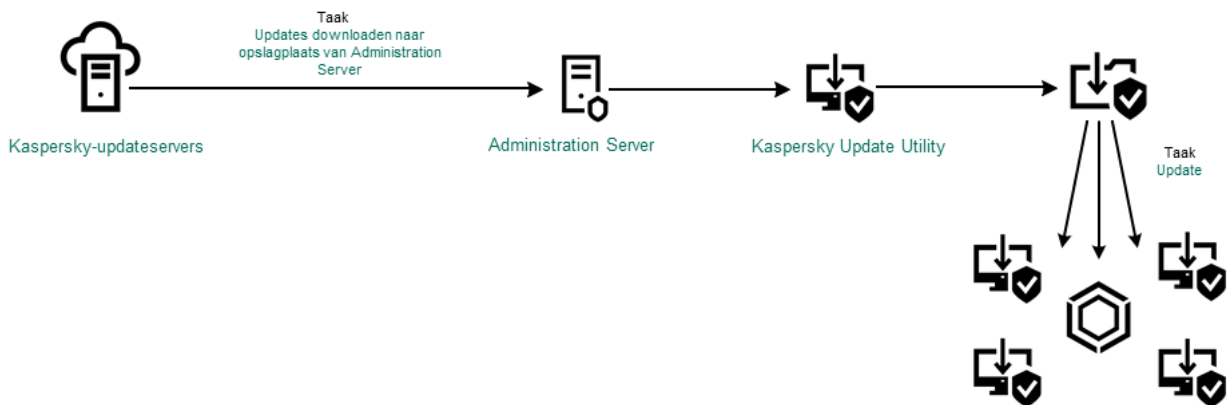 Taak
Updates downloaden naar
opslagplaats van Administration
Server
Kaspersky-updateservers
Administration Server
Kaspersky Update Utility
Taak
Update